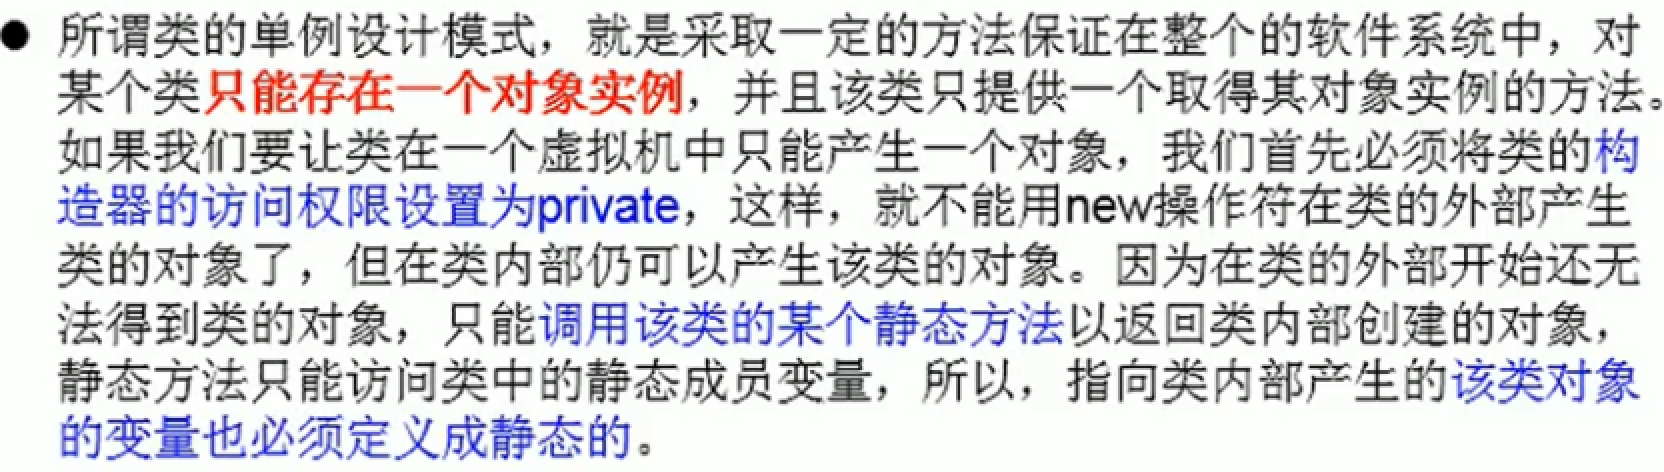 ● 所谓类的单例设计模式，就是采取一定的方法保证在整个的软件系统中，对
某个类只能存在一个对象实例，并且该类只提供一个取得其对象实例的方法。
如果我们要让类在一个虚拟机中只能产生一个对象，我们首先必须将类的构
造器的访问权限设置为private，这样，就不能用new操作符在类的外部产生
类的对象了，但在类内部仍可以产生该类的对象。因为在类的外部开始还无
法得到类的对象，只能调用该类的某个静态方法以返回类内部创建的对象，
静态方法只能访问类中的静态成员变量，所以，指向类内部产生的该类对象
的变量也必须定义成静态的。